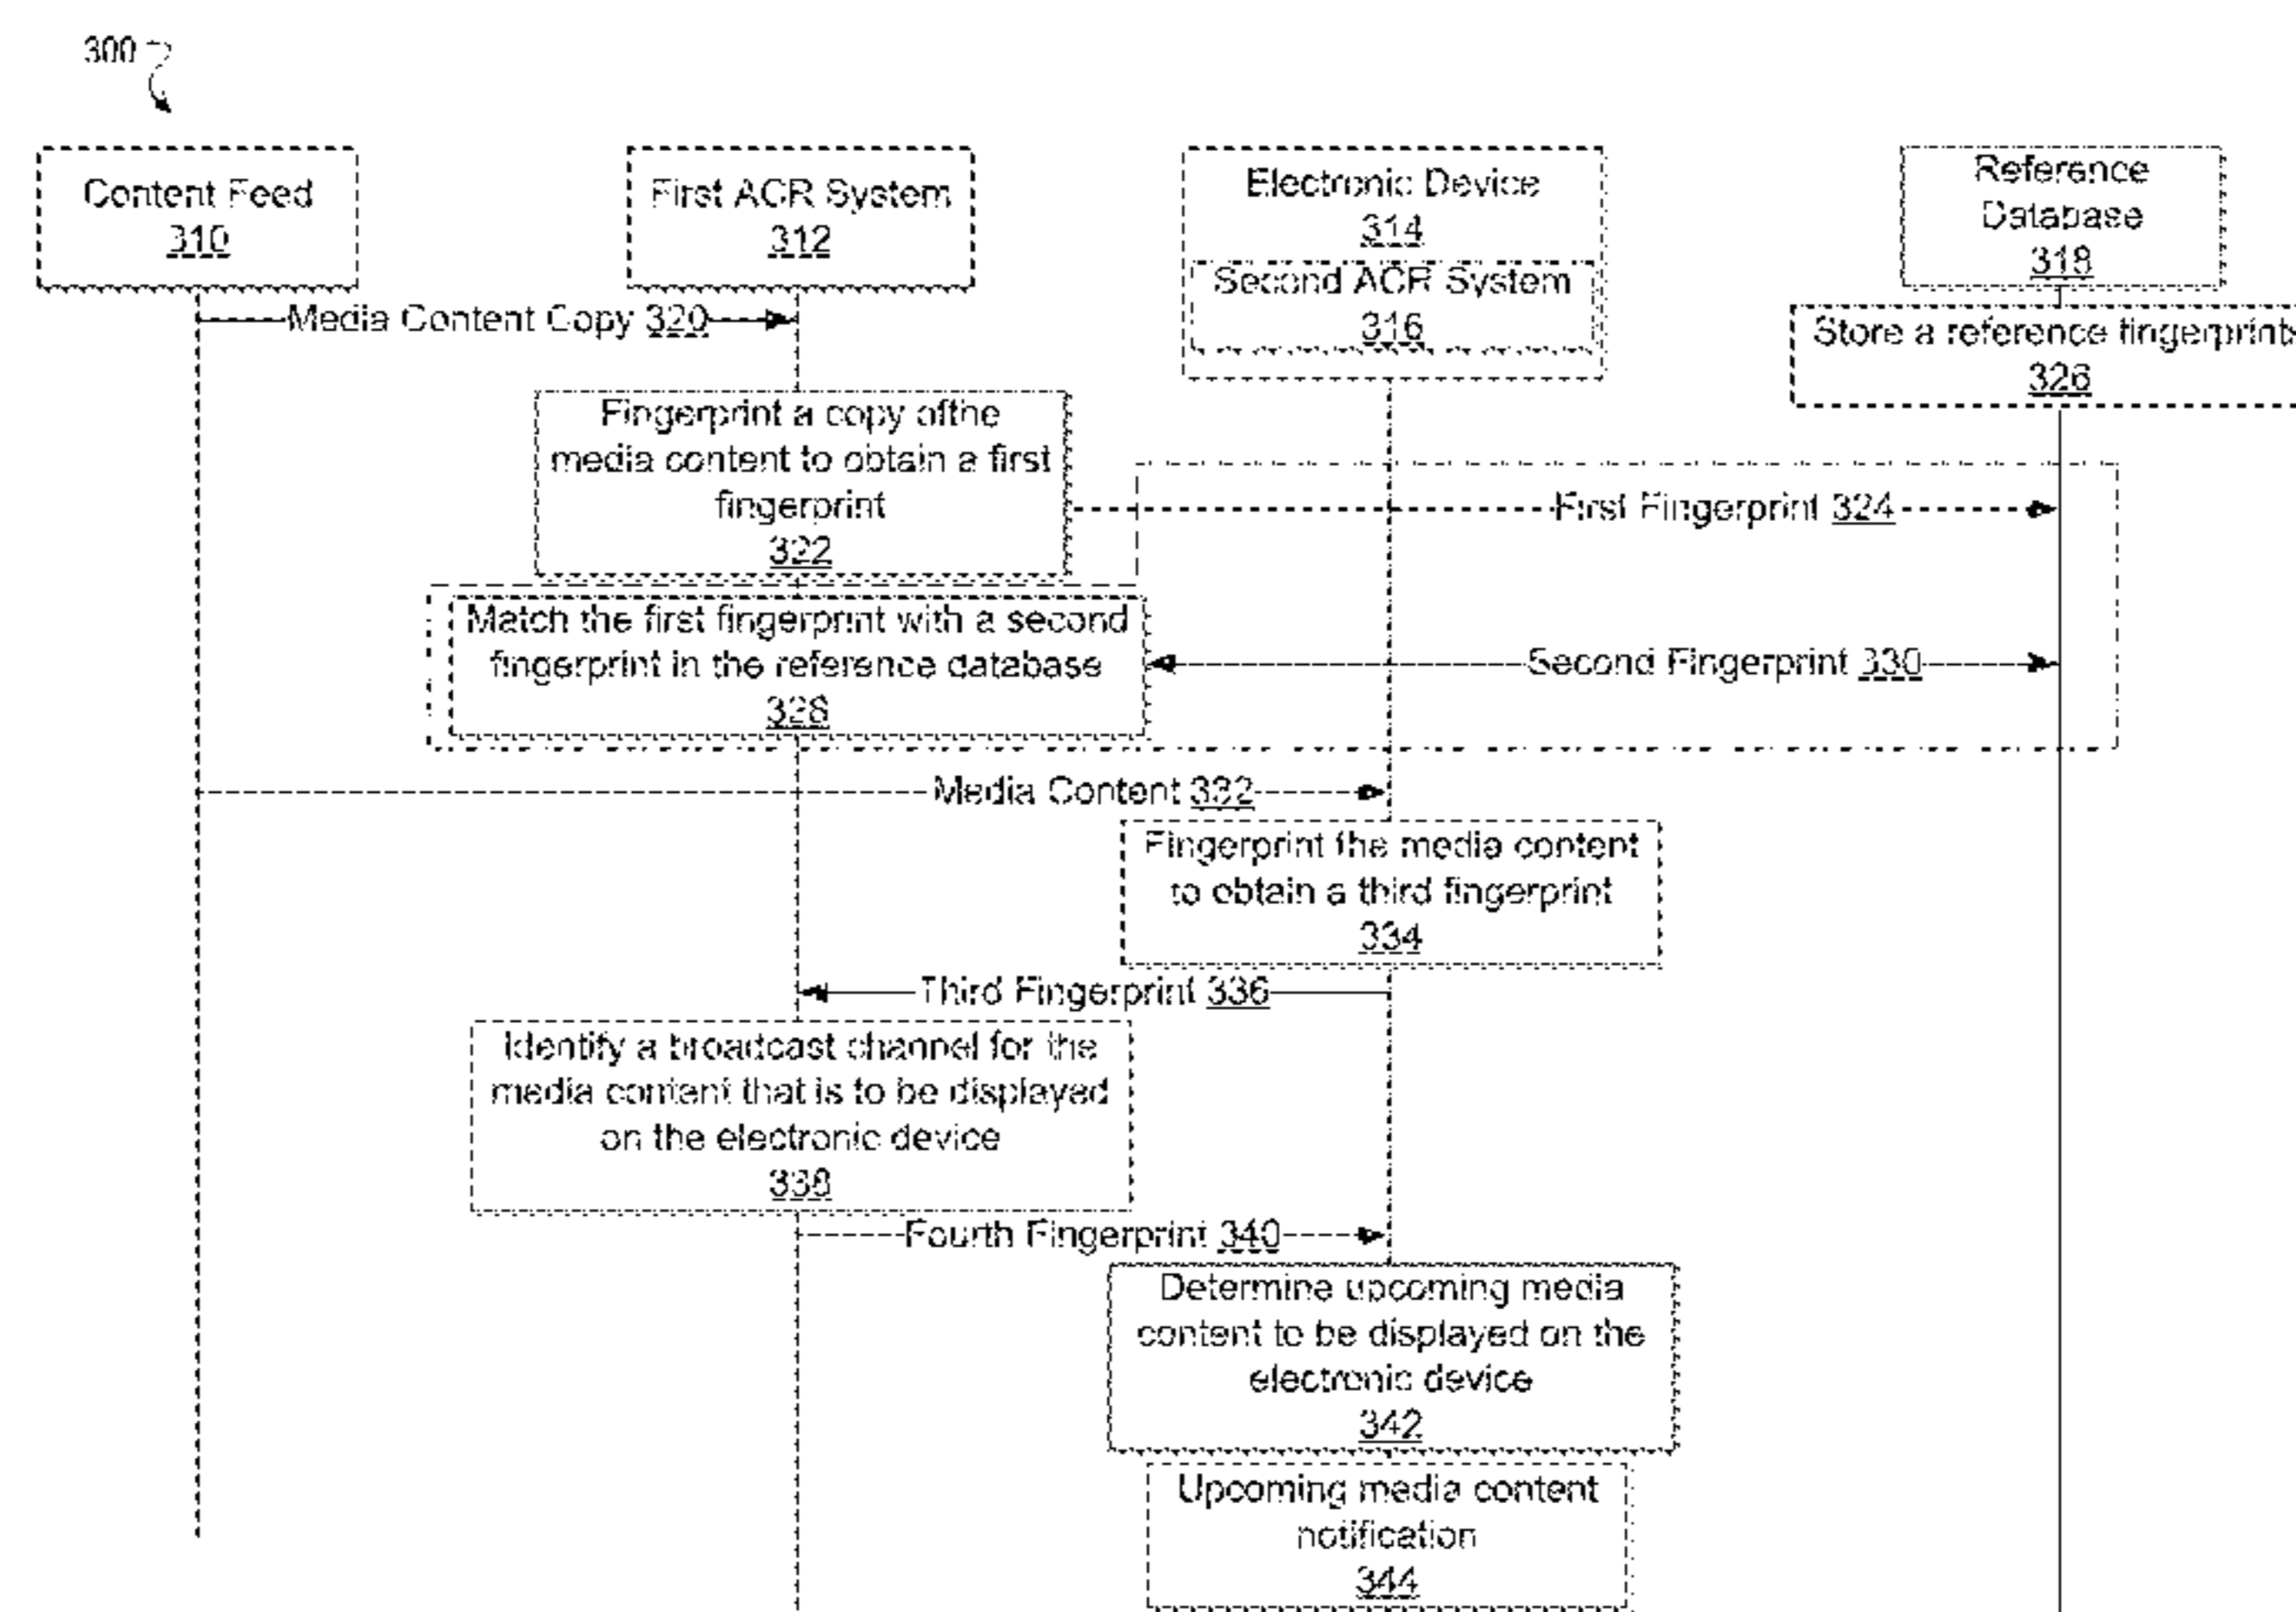 300
Content Feed
310
First ACR System
312
Electronic Device
314
Second ACR System
316
Reference
Database
318
Media Content Copy 320
Store a reference fingerprints
326
Fingerprint a copy ofthe
media content to obtain a first
fingerprint
322
First Fingerprint 324
Match the first fingerprint with a second
fingerprint in the reference database
328
Second Fingerprint 330
Media Content 332
Fingerprint the media content
to obtain a third fingerprint
334
Third Fingerprint 336
Identify a broadcast channel for the
media content that is to be displayed
on the electronic device
338
Fourth Fingerprint 340
Determine upcoming media
content to be displayed on the
electronic device
342
Upcoming media content
notification
344